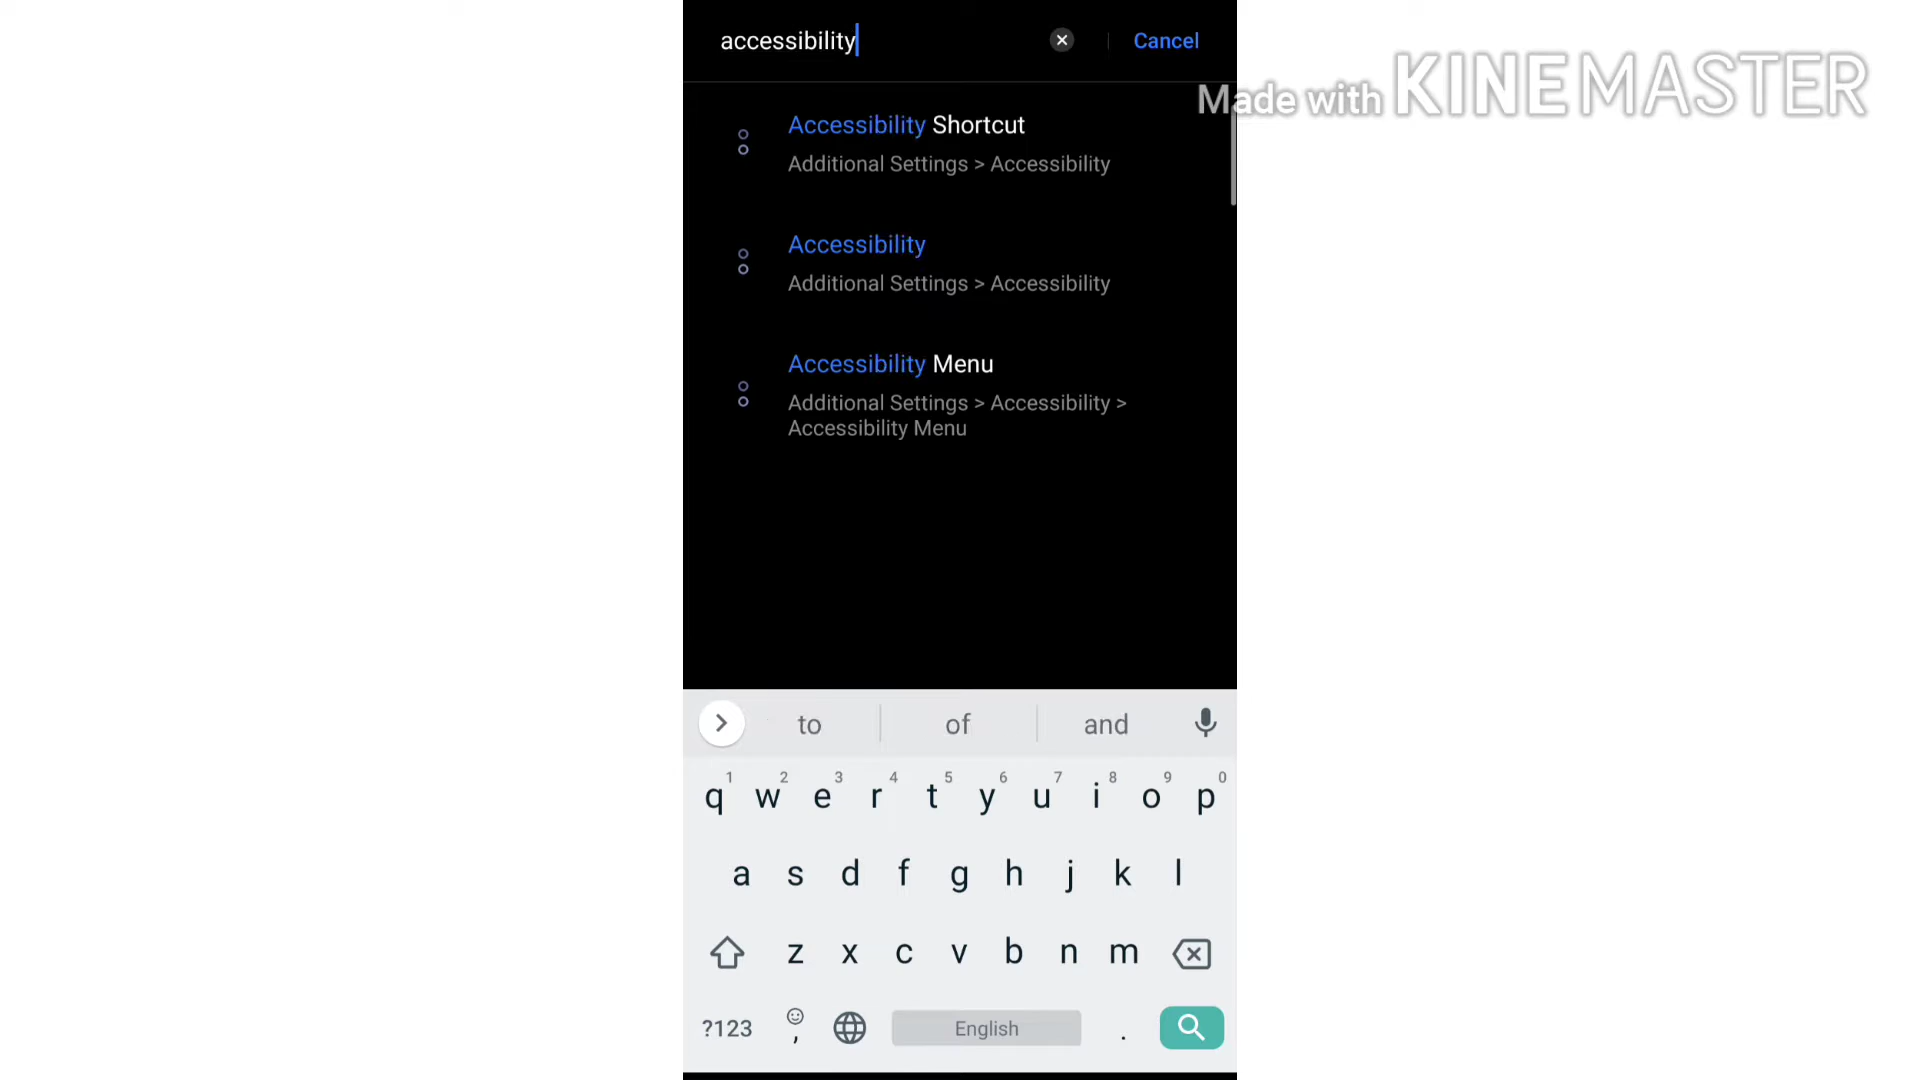 accessibility
Cancel
Made with KINEMASTER
Accessibility Shortcut
Additional Settings > Accessibility
Accessibility
Additional Settings > Accessibility
Accessibility Menu
Additional Settings > Accessibility >
Accessibility Menu
to of and
1 2 3 4 5 6 7 8 9 0
q w e r t y u i o p
a s d f g h j k l
z x c v b n m
?123 , English .